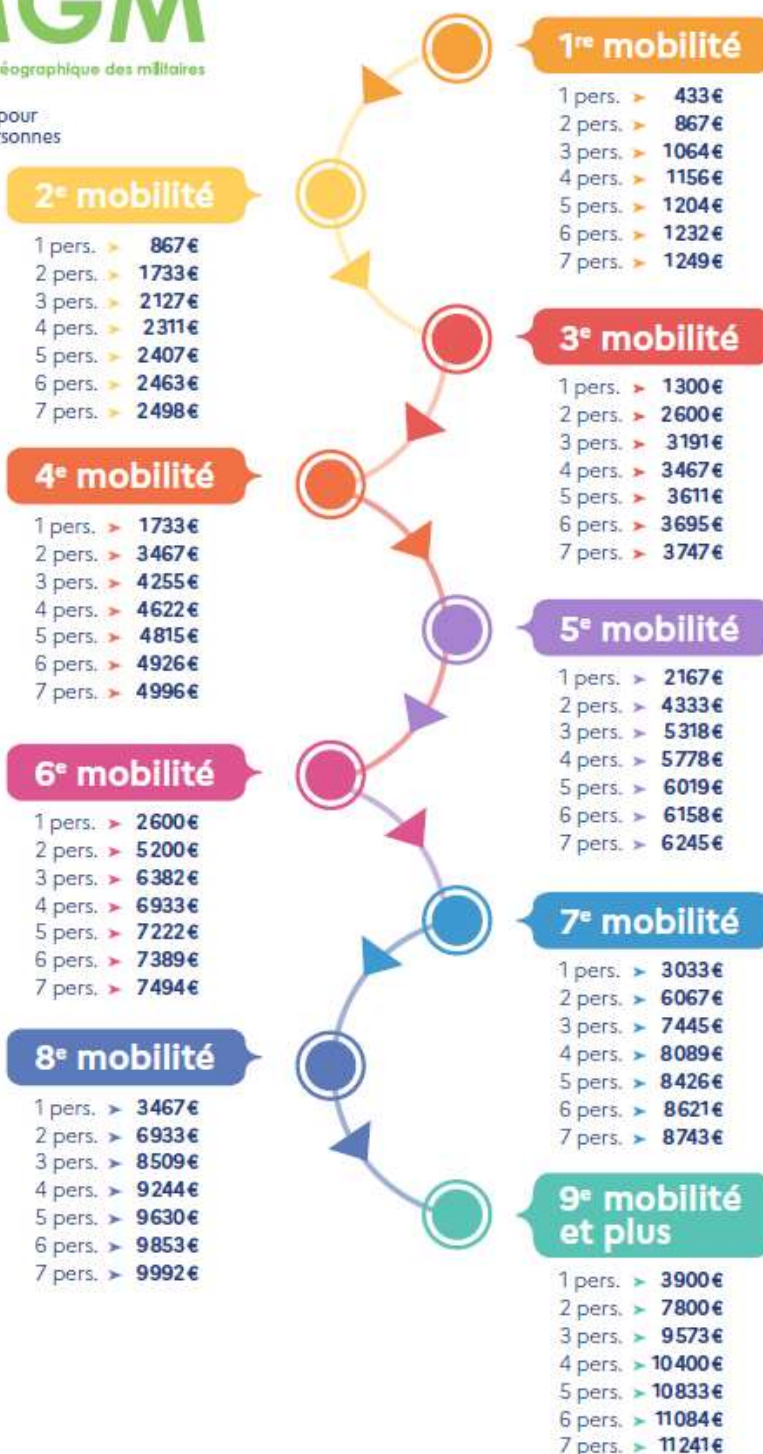 éographique des militaires
pour
1re mobilité
1 pers. ➤ 433€
2 pers. ➤ 867€
3 pers. ➤ 1064€
4 pers. ➤ 1156€
5 pers. ➤ 1204€
6 pers. ➤ 1232€
7 pers. ➤ 1249€
2e mobilité
1 pers. ➤ 867€
2 pers. ➤ 1733€
3 pers. ➤ 2127€
4 pers. ➤ 2311€
5 pers. ➤ 2407€
6 pers. ➤ 2463€
7 pers. ➤ 2498€
3e mobilité
1 pers. ➤ 1300€
2 pers. ➤ 2600€
3 pers. ➤ 3191€
4 pers. ➤ 3467€
5 pers. ➤ 3611€
6 pers. ➤ 3695€
7 pers. ➤ 3747€
4e mobilité
1 pers. ➤ 1733€
2 pers. ➤ 3467€
3 pers. ➤ 4255€
4 pers. ➤ 4622€
5 pers. ➤ 4815€
6 pers. ➤ 4926€
7 pers. ➤ 4996€
5e mobilité
1 pers. ➤ 2167€
2 pers. ➤ 4333€
3 pers. ➤ 5318€
4 pers. ➤ 5778€
5 pers. ➤ 6019€
6 pers. ➤ 6158€
7 pers. ➤ 6245€
6e mobilité
1 pers. ➤ 2600€
2 pers. ➤ 5200€
3 pers. ➤ 6382€
4 pers. ➤ 6933€
5 pers. ➤ 7222€
6 pers. ➤ 7389€
7 pers. ➤ 7494€
7e mobilité
1 pers. ➤ 3033€
2 pers. ➤ 6067€
3 pers. ➤ 7445€
4 pers. ➤ 8089€
5 pers. ➤ 8426€
6 pers. ➤ 8621€
7 pers. ➤ 8743€
8e mobilité
1 pers. ➤ 3467€
2 pers. ➤ 6933€
3 pers. ➤ 8509€
4 pers. ➤ 9244€
5 pers. ➤ 9630€
6 pers. ➤ 9853€
7 pers. ➤ 9992€
9e mobilité
et plus
1 pers. ➤ 3900€
2 pers. ➤ 7800€
3 pers. ➤ 9573€
4 pers. ➤ 10400€
5 pers. ➤ 10833€
6 pers. ➤ 11084€
7 pers. ➤ 11241€